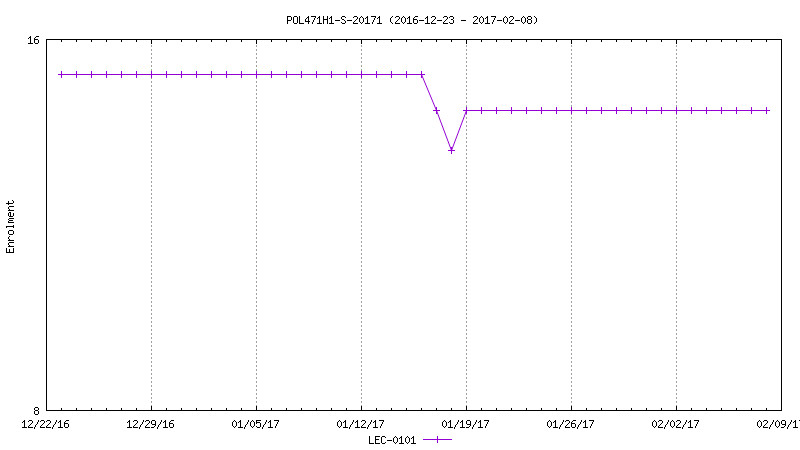 POL471H1-S-20171 (2016-12-23 - 2017-02-08)
16
Enrolment
8
12/22/16 12/29/16 01/05/17 01/12/17 01/19/17 01/26/17 02/02/17 02/09/1
LEC-0101